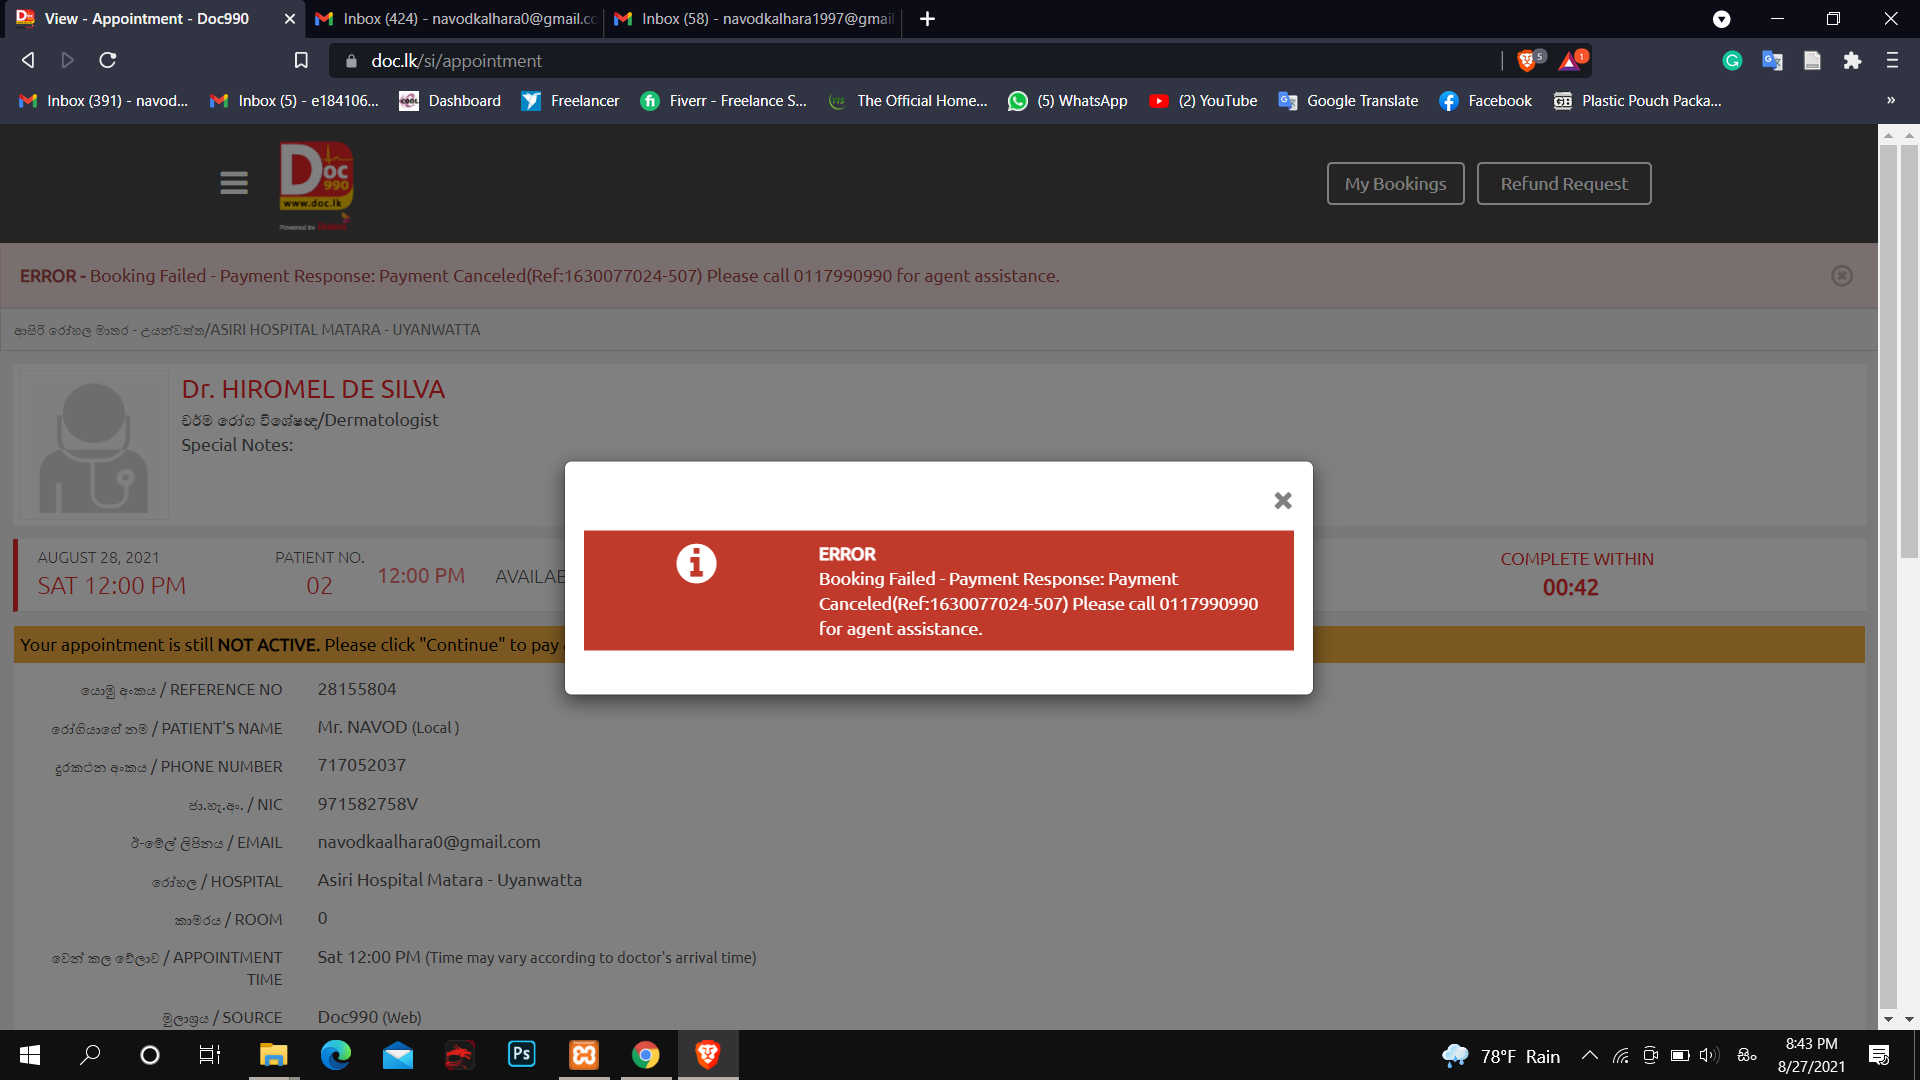 View - Appointment - Doc990
Inbox (424) - navodkalhara0@gmail.co
Inbox (58) - navodkalhara1997@gmail
doc.lk/si/appointment
5
1
Inbox (391) - navod...
Inbox (5) - e184106...
Dashboard
Freelancer
Fiverr - Freelance S...
The Official Home...
(5) WhatsApp
(2) YouTube
Google Translate
Facebook
Plastic Pouch Packa...
»
Doc
990
www.doc.lk
Powered by
My Bookings
Refund Request
ERROR - Booking Failed - Payment Response: Payment Canceled(Ref:1630077024-507) Please call 0117990990 for agent assistance.
ආසිරි රෝහල මාතර - උයන්වත්ත/ASIRI HOSPITAL MATARA - UYANWATTA
Dr. HIROMEL DE SILVA
චර්ම රෝග විශේෂඥ/Dermatologist
Special Notes:
AUGUST 28, 2021
SAT 12:00 PM
PATIENT NO.
02
12:00 PM
AVAILAB
COMPLETE WITHIN
00:42
ERROR
Booking Failed - Payment Response: Payment
Canceled(Ref:1630077024-507) Please call 0117990990
for agent assistance.
Your appointment is still NOT ACTIVE. Please click "Continue" to pay
යොමු අංකය / REFERENCE NO 28155804
රෝගියාගේ නම / PATIENT'S NAME Mr. NAVOD (Local )
දුරකථන අංකය / PHONE NUMBER 717052037
ජා.හැ.අං. / NIC 971582758V
ඊ-මේල් ලිපිනය / EMAIL navodkaalhara0@gmail.com
රෝහල / HOSPITAL Asiri Hospital Matara - Uyanwatta
කාමරය / ROOM 0
වෙන් කල වේලාව / APPOINTMENT
TIME
Sat 12:00 PM (Time may vary according to doctor's arrival time)
මූලාශ්‍රය / SOURCE Doc990 (Web)
Ps
78°F Rain
සිං
8:43 PM
8/27/2021